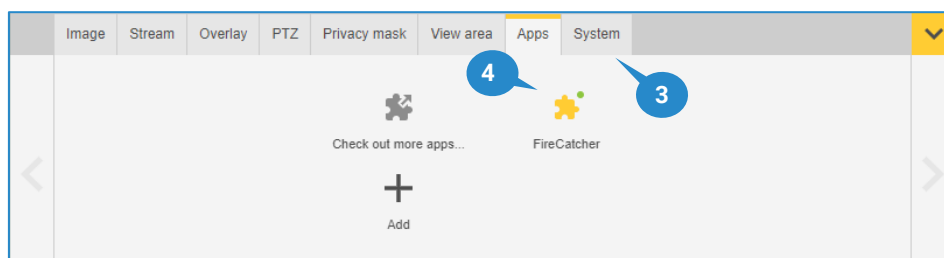 Image Stream Overlay PTZ Privacy mask View area Apps System
4
3
Check out more apps...
FireCatcher
Add